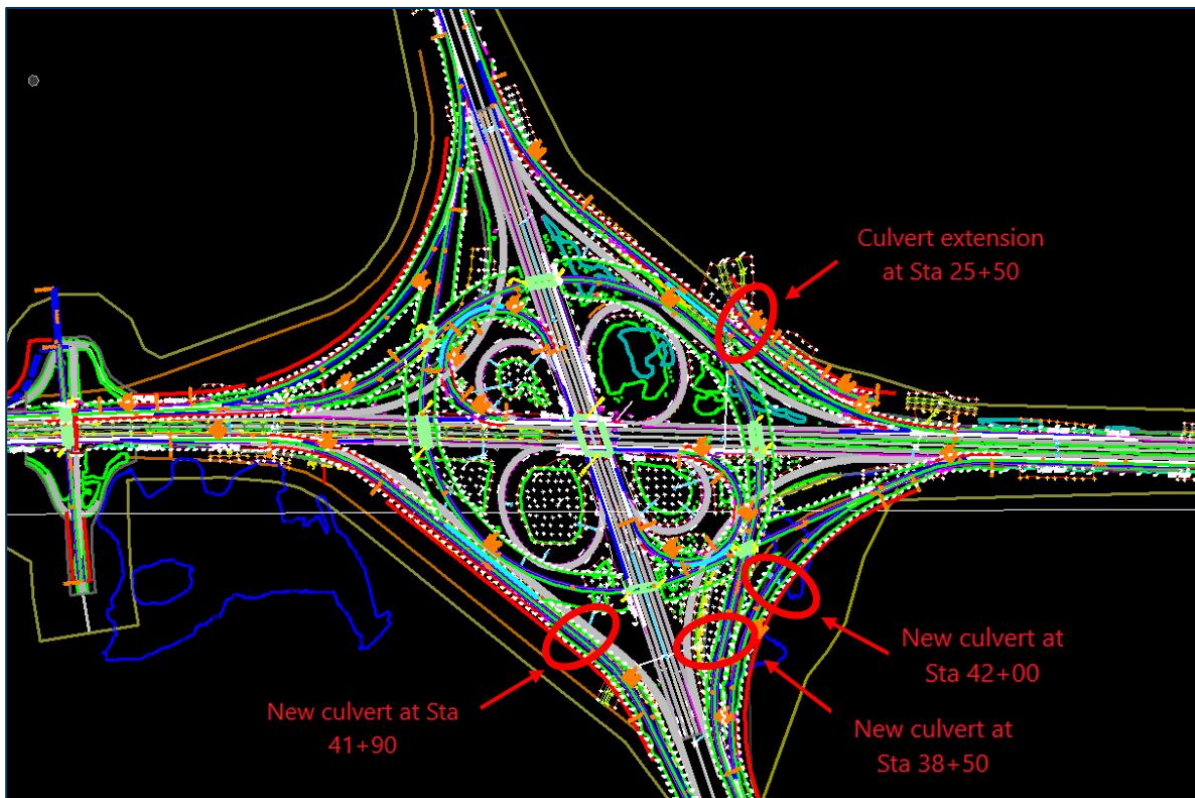 Culvert extension
at Sta 25+50
New culvert at
Sta 42+00
New culvert at Sta
41+90
New culvert at
Sta 38+50